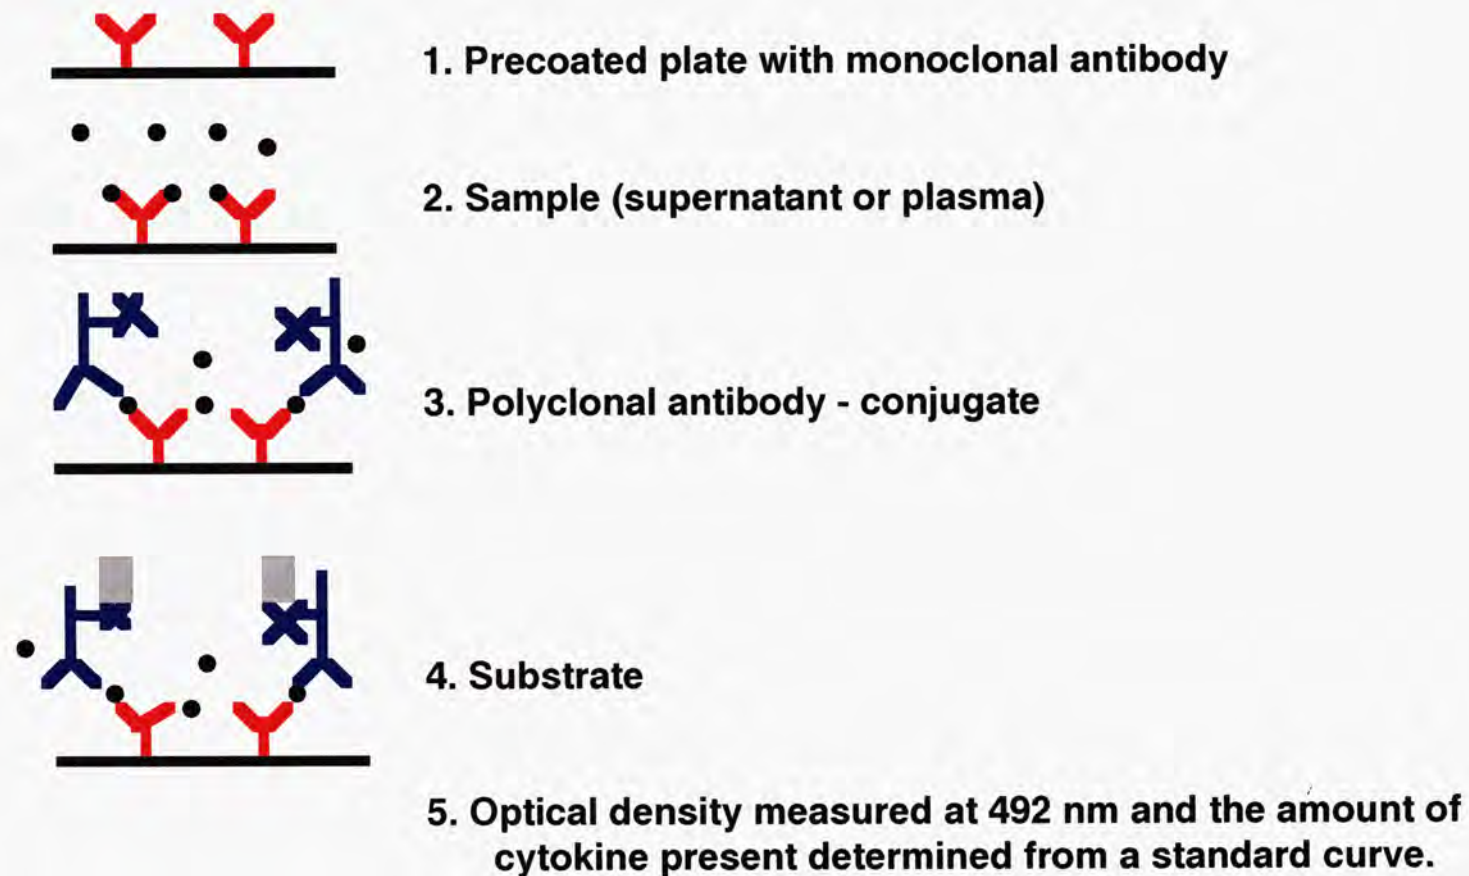 1. Precoated plate with monoclonal antibody
2. Sample (supernatant or plasma)
3. Polyclonal antibody - conjugate
4. Substrate
5. Optical density measured at 492 nm and the amount of
cytokine present determined from a standard curve.